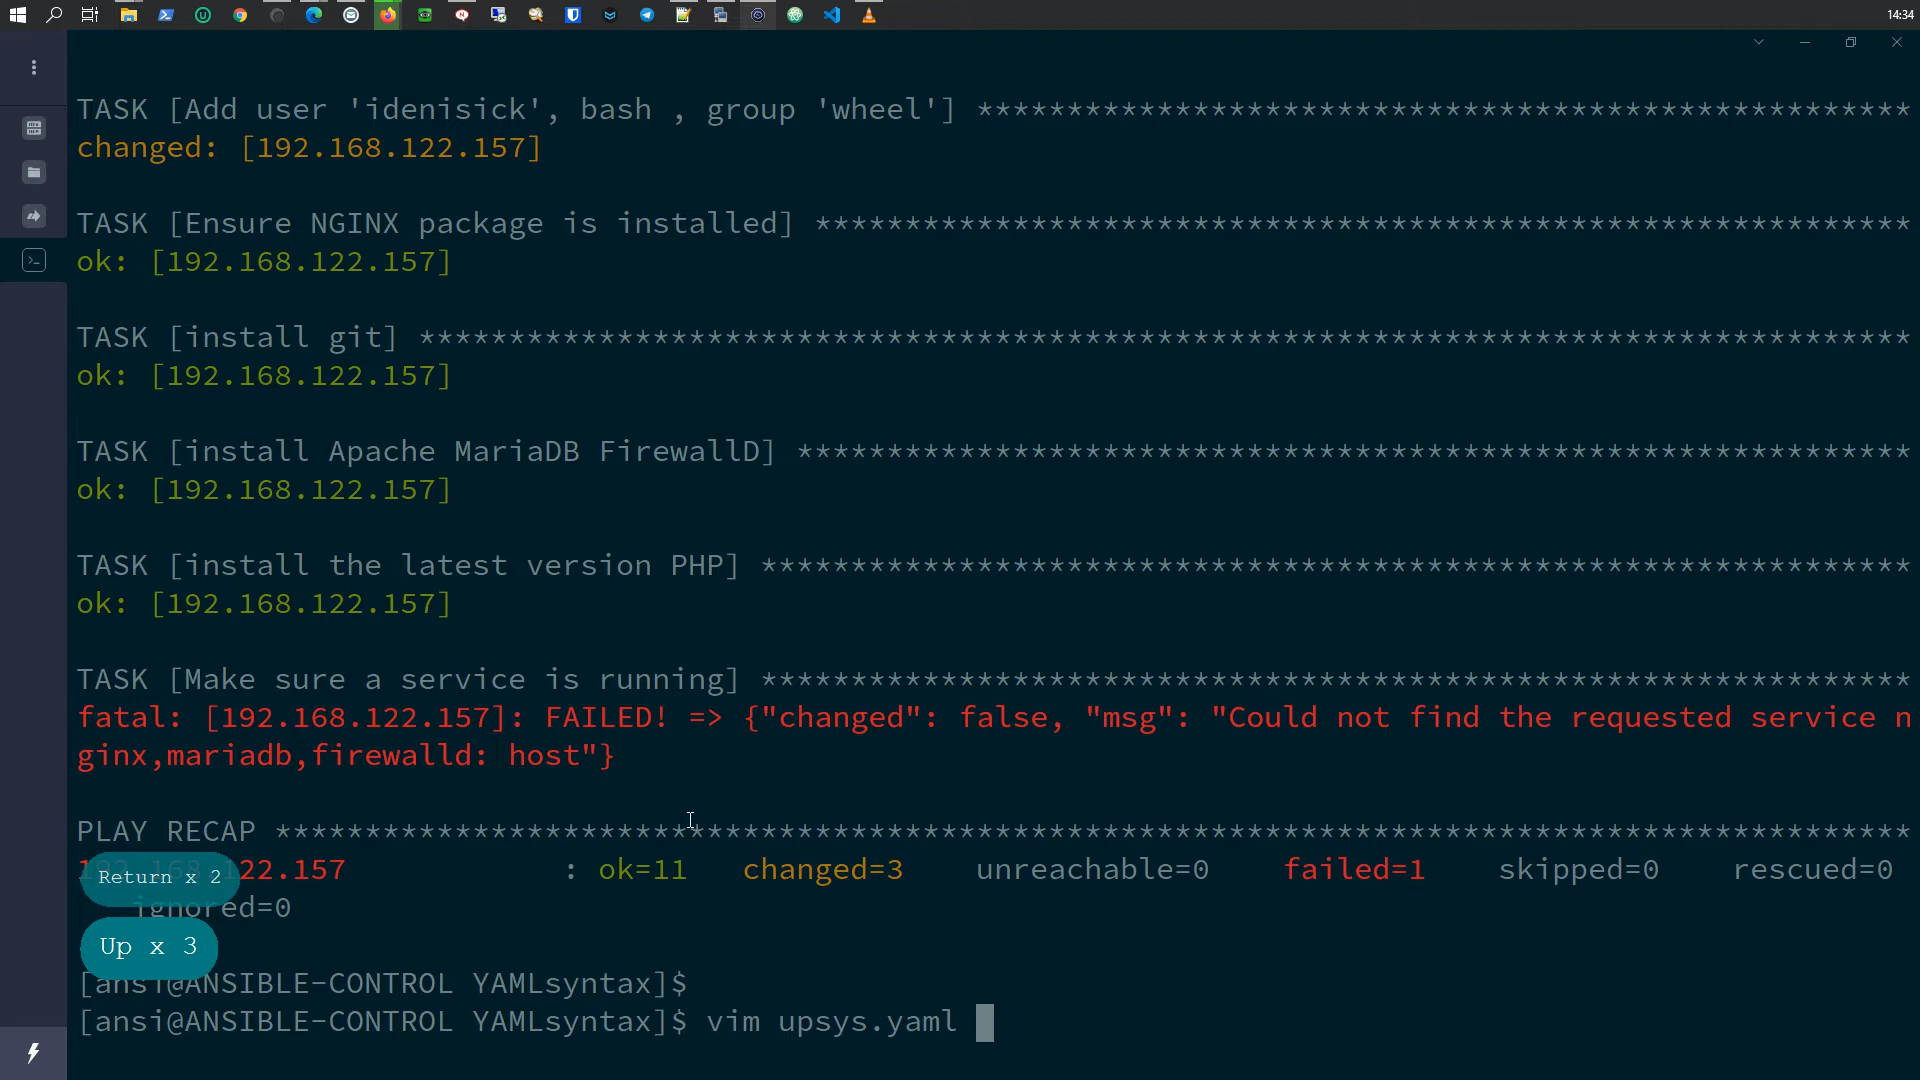 14:34
TASK [Add user 'idenisick', bash , group 'wheel'] ****************************************************
changed: [192.168.122.157]
TASK [Ensure NGINX package is installed] *************************************************************
ok: [192.168.122.157]
TASK [install git] ***********************************************************************************
ok: [192.168.122.157]
TASK [install Apache MariaDB FirewallD] **************************************************************
ok: [192.168.122.157]
TASK [install the latest version PHP] ****************************************************************
ok: [192.168.122.157]
TASK [Make sure a service is running] ****************************************************************
fatal: [192.168.122.157]: FAILED! => {"changed": false, "msg": "Could not find the requested service n
ginx,mariadb,firewalld: host"}
PLAY RECAP *******************************************************************************************
192.168.122.157 : ok=11 changed=3 unreachable=0 failed=1 skipped=0 rescued=0
Return x 2
ignored=0
Up x 3
[ansi@ANSIBLE-CONTROL YAMLsyntax]$
[ansi@ANSIBLE-CONTROL YAMLsyntax]$ vim upsys.yaml